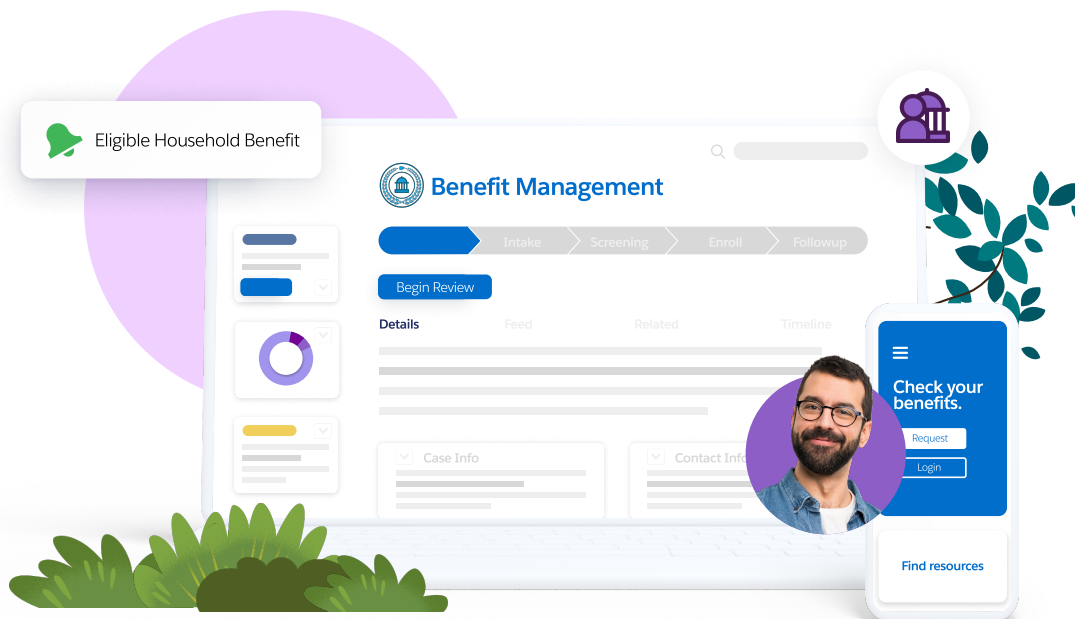 Eligible Household Benefit
Benefit Management
Intake
Screening
Enroll
Followup
Begin Review
Details
Feed
Related
Timeline
Case Info
Contact Info
Check your
benefits.
Request
Login
Find resources